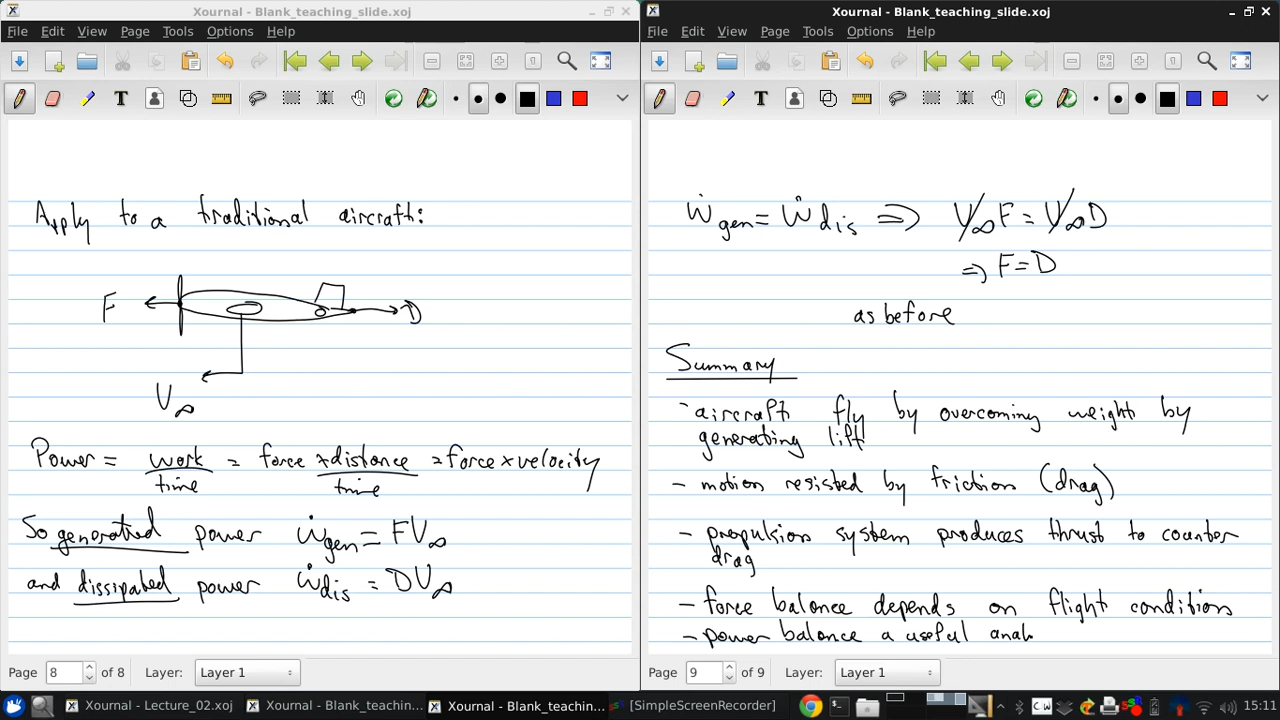 Xournal - Blank_teaching_slide.xoj
File Edit View Page Tools Options Help
Apply to a traditional aircraft:
F
D
V∞
Power = work/time = force × distance/time = force × velocity
So generated power Ẇgen = FV∞
and dissipated power Ẇdis = DV∞
Page 8 of 8 Layer: Layer 1
Xournal - Blank_teaching_slide.xoj
File Edit View Page Tools Options Help
Ẇgen = Ẇdis ⇒ V∞F = V∞D
⇒ F = D
as before
Summary
- aircraft fly by overcoming weight by
generating lift
- motion resisted by friction (drag)
- propulsion system produces thrust to counter
drag
- force balance depends on flight conditions
- power balance a useful anal
Page 9 of 9 Layer: Layer 1
Xournal - Lecture_02.xoj Xournal - Blank_teachin... Xournal - Blank_teachin... [SimpleScreenRecorder] 15:11